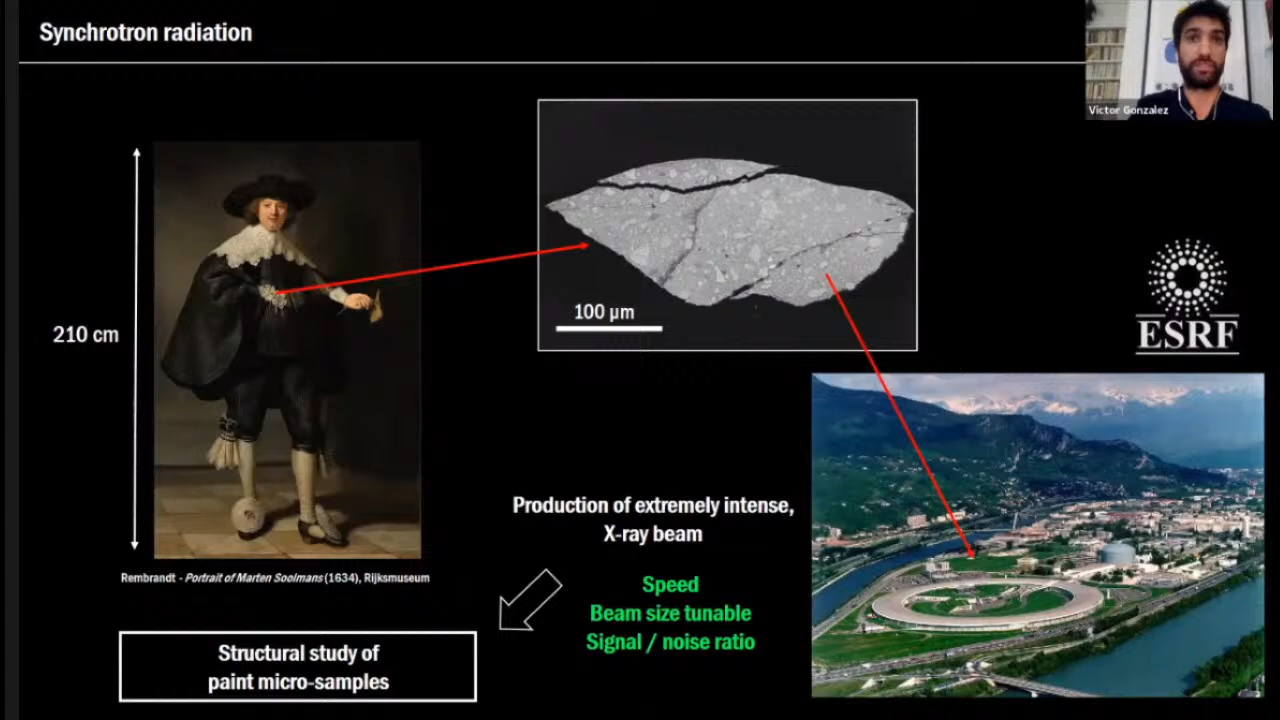 Synchrotron radiation
Victor Gonzalez
210 cm
100 µm
ESRF
Rembrandt - Portrait of Marten Soolmans (1634), Rijksmuseum
Production of extremely intense,
X-ray beam
Speed
Beam size tunable
Signal / noise ratio
Structural study of
paint micro-samples